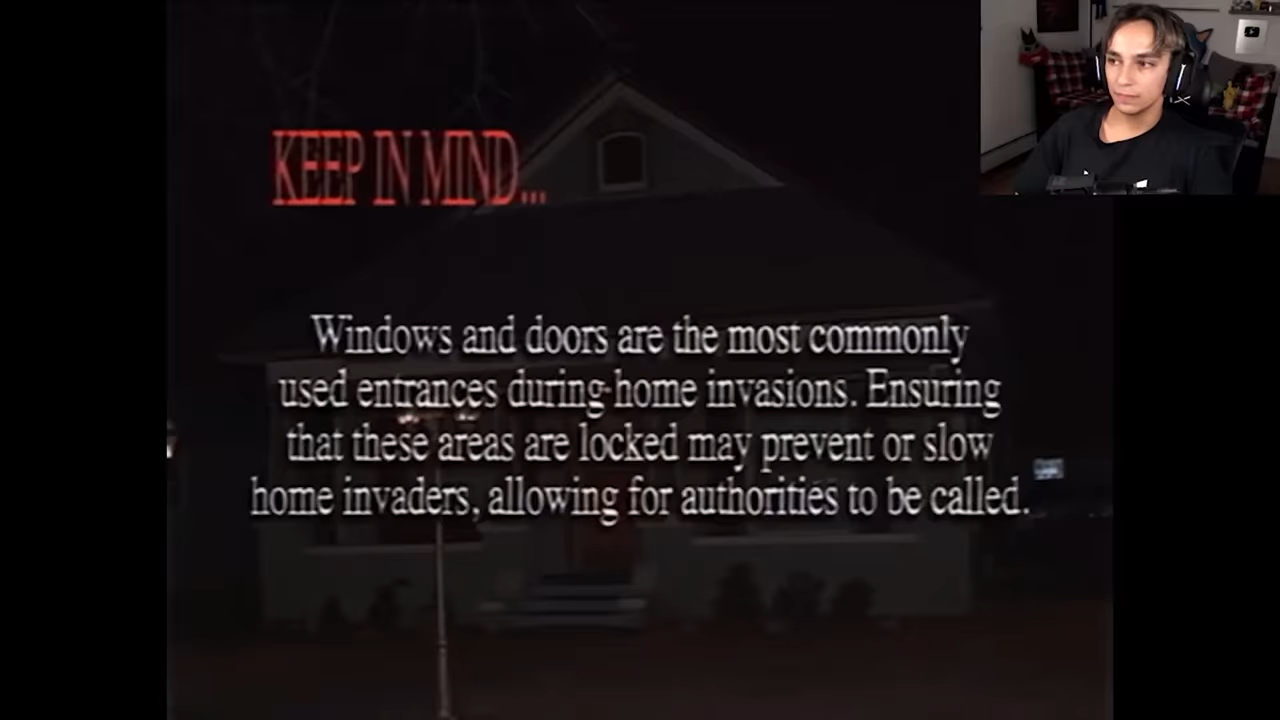 KEEP IN MIND...
Windows and doors are the most commonly
used entrances during home invasions. Ensuring
that these areas are locked may prevent or slow
home invaders, allowing for authorities to be called.